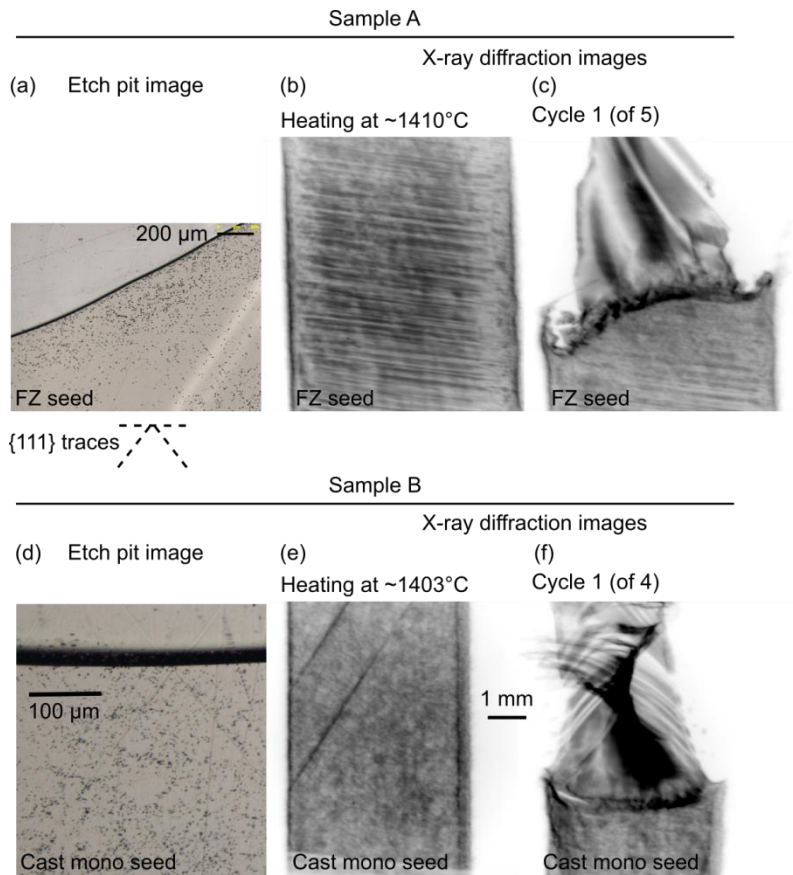 Sample A
X-ray diffraction images
(a) Etch pit image (b) (c)
Heating at ~1410°C Cycle 1 (of 5)
200 µm
FZ seed FZ seed FZ seed
{111} traces
Sample B
X-ray diffraction images
(d) Etch pit image (e) (f)
Heating at ~1403°C Cycle 1 (of 4)
100 µm
1 mm
Cast mono seed Cast mono seed Cast mono seed